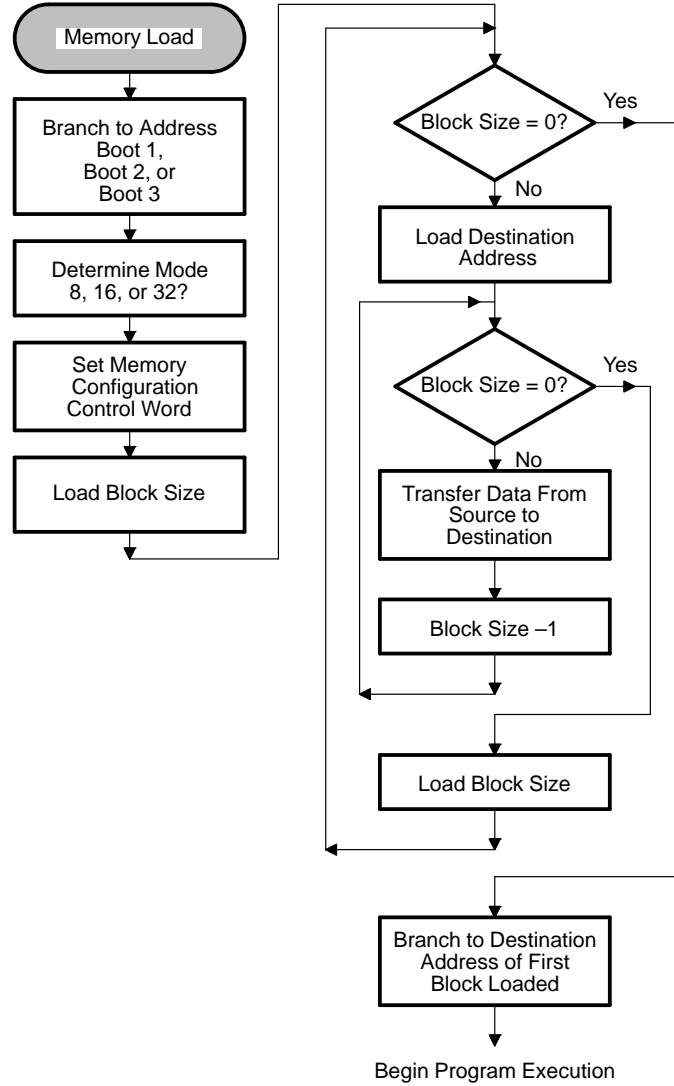 Memory Load
Branch to Address
Boot 1,
Boot 2, or
Boot 3
Determine Mode
8, 16, or 32?
Set Memory
Configuration
Control Word
Load Block Size
Block Size = 0?
Yes
No
Load Destination
Address
Block Size = 0?
Yes
No
Transfer Data From
Source to
Destination
Block Size –1
Load Block Size
Branch to Destination
Address of First
Block Loaded
Begin Program Execution